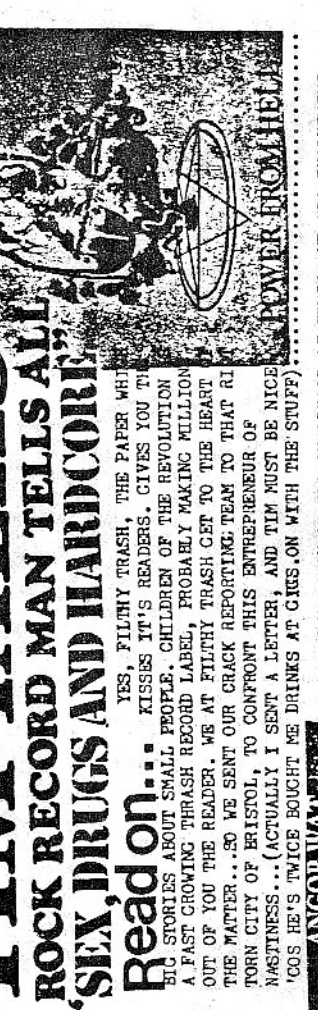 ROCK RECORD MAN TELLS ALL
'SEX, DRUGS AND HARDCORE"
Read on...
YES, FILTHY TRASH, THE PAPER
KISSES IT'S READERS. GIVES YOU
BIG STORIES ABOUT SMALL PEOPLE. CHILDREN OF THE REVOLUTION
A FAST GROWING THRASH RECORD LABEL, PROBABLY MAKING MILLION
OUT OF YOU THE READER. WE AT FILTHY TRASH GET TO THE HEART
THE MATTER...SO WE SENT OUR CRACK REPORTING TEAM TO THAT RI
TORN CITY OF BRISTOL, TO CONFRONT THIS ENTREPRENEUR OF
NASTINESS...(ACTUALLY I SENT A LETTER, AND TIM MUST BE NICE
'COS HE'S TWICE BOUGHT ME DRINKS AT GIGS.ON WITH THE STUFF)
POWER FROM HELL